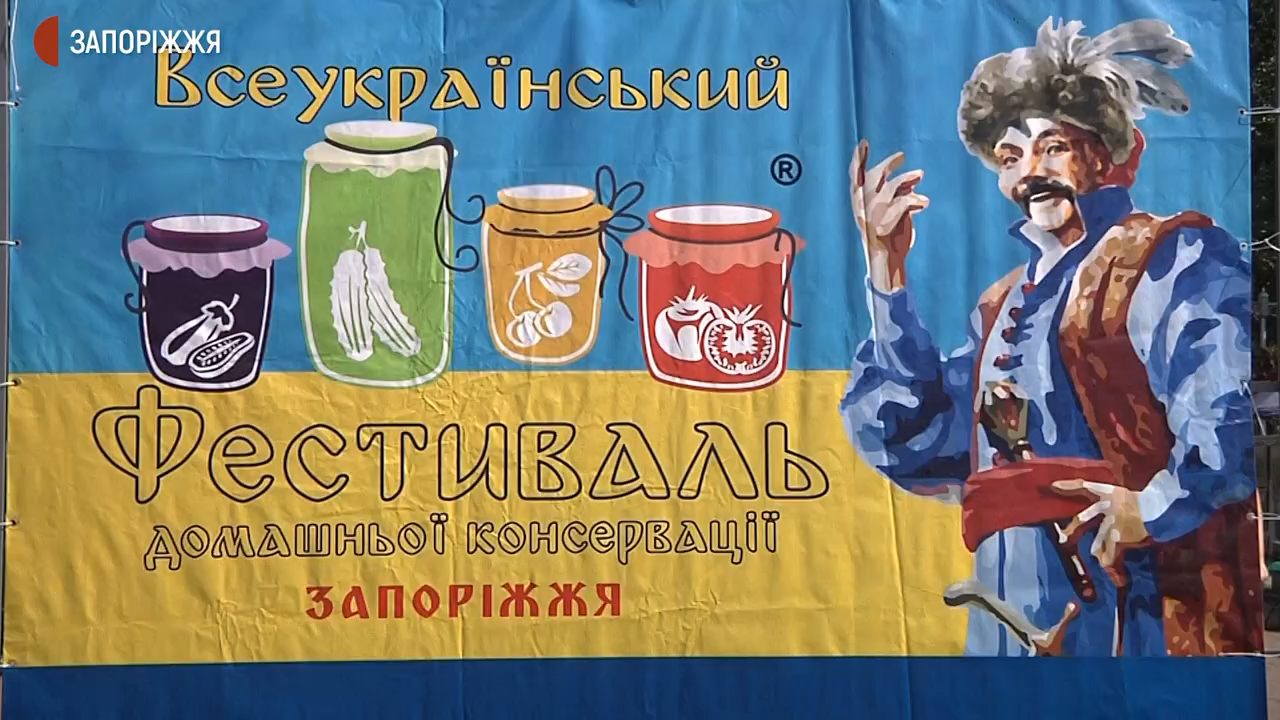 ЗАПОРІЖЖЯ
Всеукраїнський
®
Фестиваль
домашньої консервації
ЗАПОРІЖЖЯ